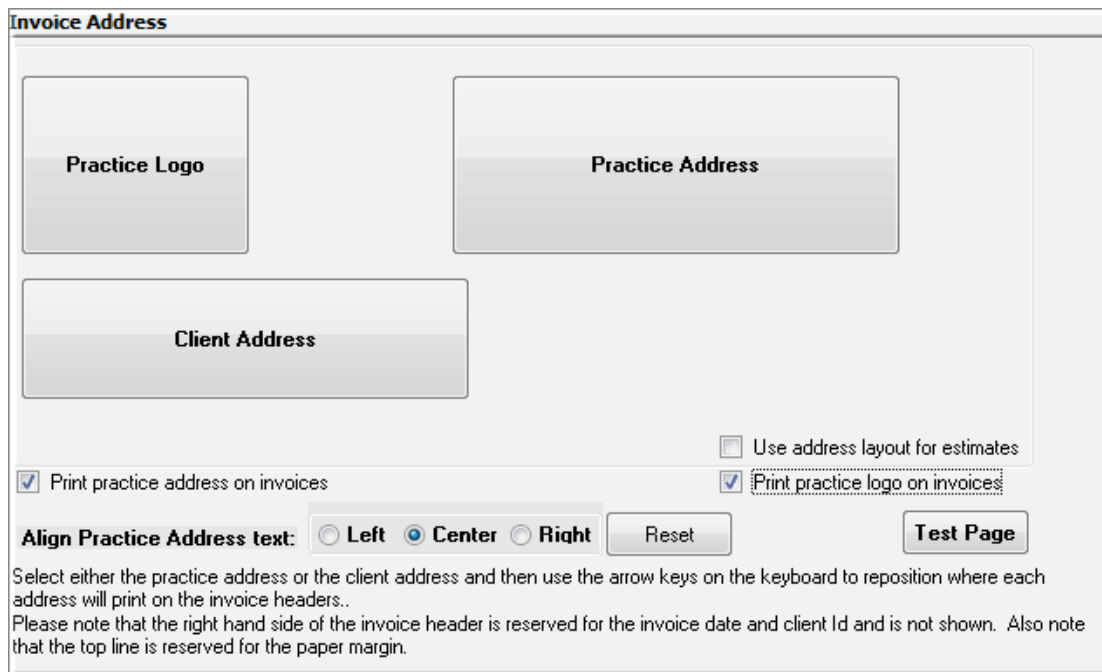 Invoice Address
Practice Logo
Practice Address
Client Address
Use address layout for estimates
Print practice address on invoices
Print practice logo on invoices
Align Practice Address text:
Left
Center
Right
Reset
Test Page
Select either the practice address or the client address and then use the arrow keys on the keyboard to reposition where each
address will print on the invoice headers..
Please note that the right hand side of the invoice header is reserved for the invoice date and client Id and is not shown.  Also note
that the top line is reserved for the paper margin.